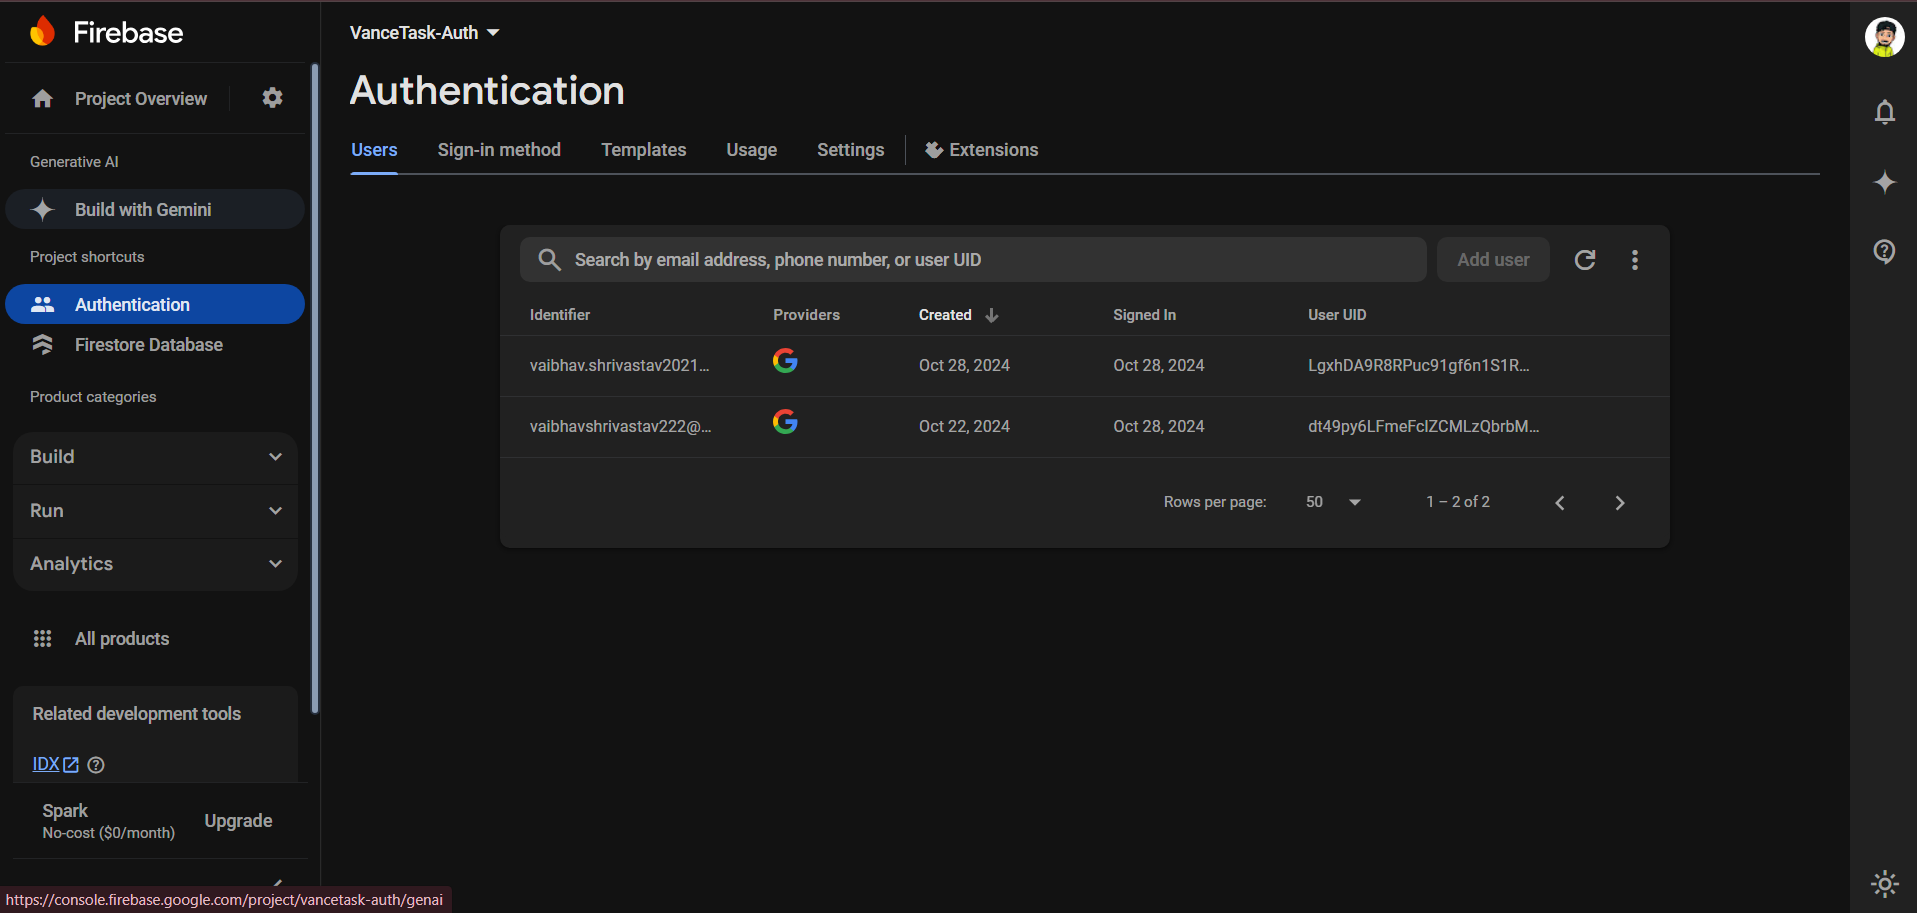 Firebase
Project Overview
Generative AI
Build with Gemini
Project shortcuts
Authentication
Firestore Database
Product categories
Build
Run
Analytics
All products
Related development tools
IDX
Spark
No-cost ($0/month)
Upgrade
https://console.firebase.google.com/project/vancetask-auth/genai
VanceTask-Auth
Authentication
Users Sign-in method Templates Usage Settings Extensions
Search by email address, phone number, or user UID
Add user
Identifier Providers Created Signed In User UID
vaibhav.shrivastav2021... Oct 28, 2024 Oct 28, 2024 LgxhDA9R8RPuc91gf6n1S1R...
vaibhavshrivastav222@... Oct 22, 2024 Oct 28, 2024 dt49py6LFmeFcIZCMLzQbrbM...
Rows per page: 50 1 – 2 of 2